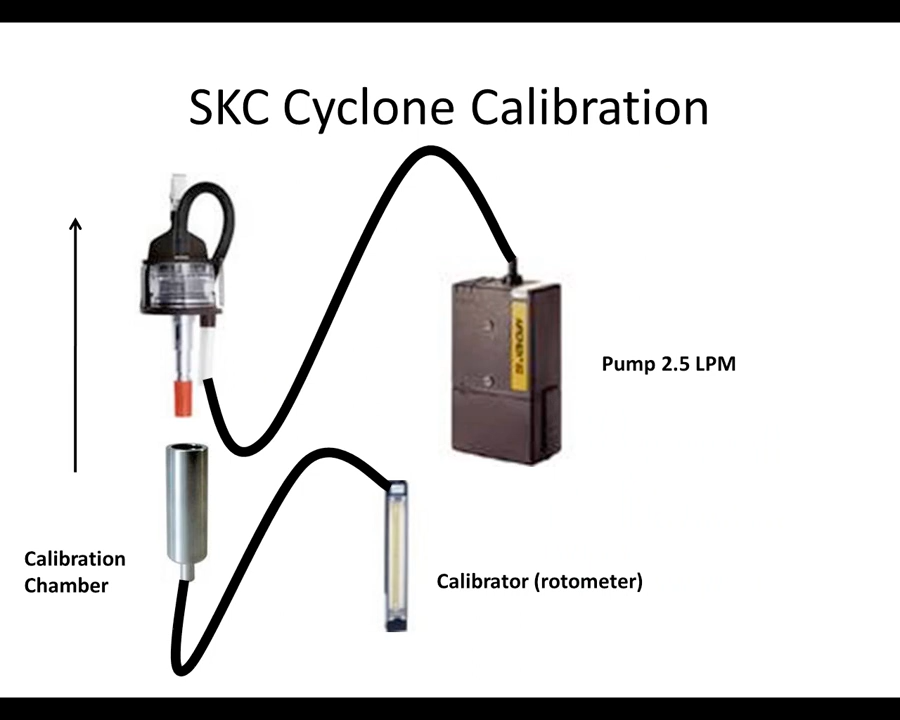 SKC Cyclone Calibration
Pump 2.5 LPM
Calibration
Chamber
Calibrator (rotometer)